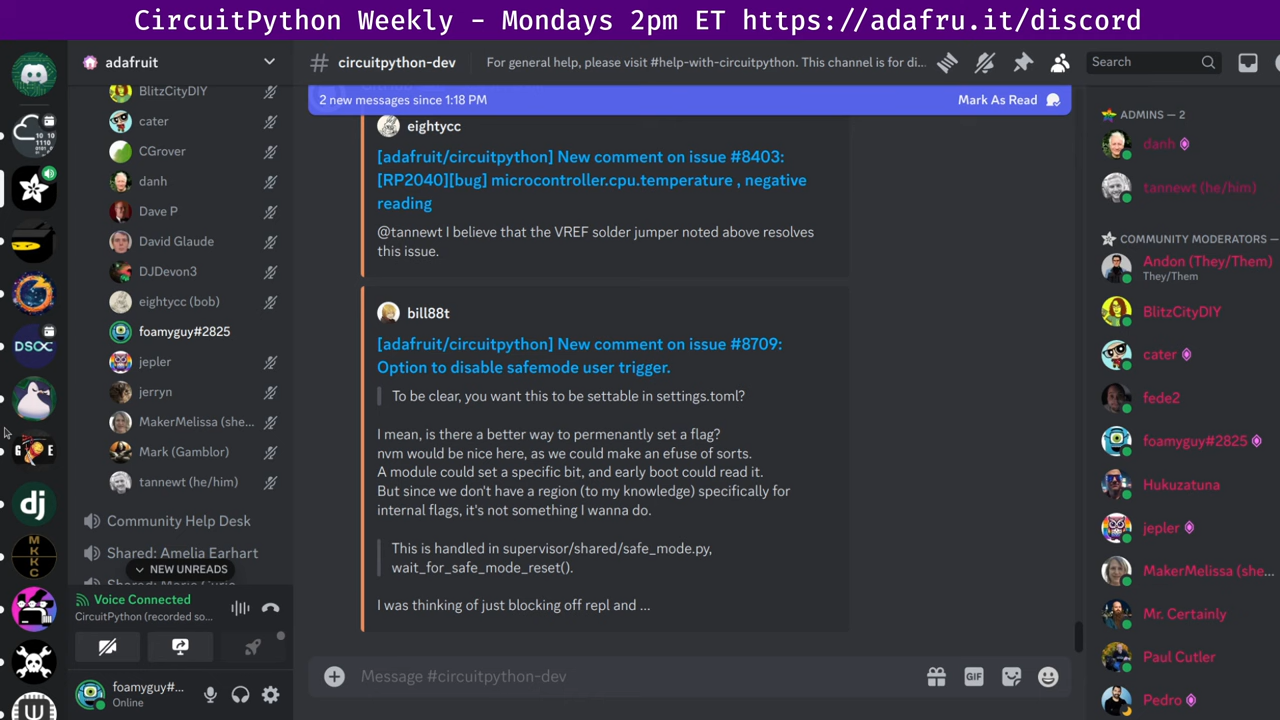 CircuitPython Weekly - Mondays 2pm ET https://adafru.it/discord
adafruit
BlitzCityDIY
cater
CGrover
danh
Dave P
David Glaude
DJDevon3
eightycc (bob)
foamyguy#2825
jepler
jerryn
MakerMelissa (she...
Mark (Gamblor)
tannewt (he/him)
Community Help Desk
Shared: Amelia Earhart
NEW UNREADS
Voice Connected
CircuitPython (recorded so...
foamyguy#...
Online
# circuitpython-dev
For general help, please visit #help-with-circuitpython. This channel is for di...
Search
2 new messages since 1:18 PM
Mark As Read
eightycc
[adafruit/circuitpython] New comment on issue #8403:
[RP2040][bug] microcontroller.cpu.temperature , negative
reading
@tannewt I believe that the VREF solder jumper noted above resolves
this issue.
bill88t
[adafruit/circuitpython] New comment on issue #8709:
Option to disable safemode user trigger.
To be clear, you want this to be settable in settings.toml?
I mean, is there a better way to permenantly set a flag?
nvm would be nice here, as we could make an efuse of sorts.
A module could set a specific bit, and early boot could read it.
But since we don't have a region (to my knowledge) specifically for
internal flags, it's not something I wanna do.
This is handled in supervisor/shared/safe_mode.py,
wait_for_safe_mode_reset().
I was thinking of just blocking off repl and ...
Message #circuitpython-dev
GIF
ADMINS — 2
danh
tannewt (he/him)
COMMUNITY MODERATORS —
Andon (They/Them)
They/Them
BlitzCityDIY
cater
fede2
foamyguy#2825
Hukuzatuna
jepler
MakerMelissa (she...
Mr. Certainly
Paul Cutler
Pedro